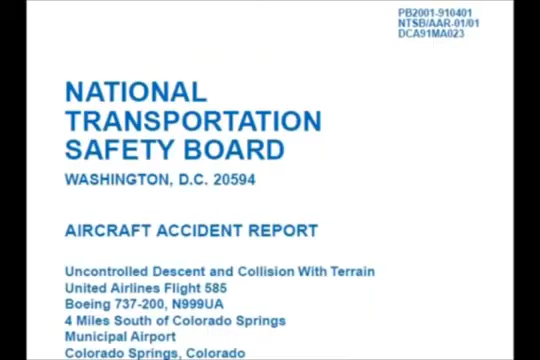 PB2001-910401
NTSB/AAR-01/01
DCA91MA023
NATIONAL
TRANSPORTATION
SAFETY BOARD
WASHINGTON, D.C. 20594
AIRCRAFT ACCIDENT REPORT
Uncontrolled Descent and Collision With Terrain
United Airlines Flight 585
Boeing 737-200, N999UA
4 Miles South of Colorado Springs
Municipal Airport
Colorado Springs, Colorado